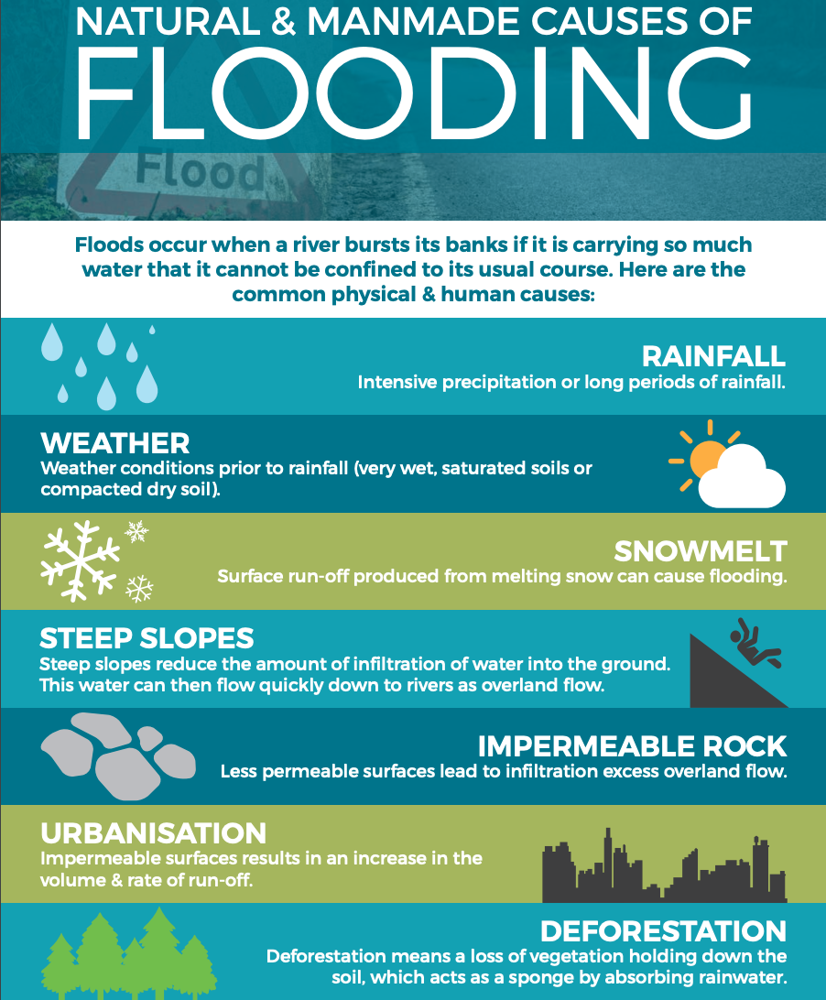 NATURAL & MANMADE CAUSES OF
FLOODING
Flood
Floods occur when a river bursts its banks if it is carrying so much
water that it cannot be confined to its usual course. Here are the
common physical & human causes:
RAINFALL
Intensive precipitation or long periods of rainfall.
WEATHER
Weather conditions prior to rainfall (very wet, saturated soils or
compacted dry soil).
SNOWMELT
Surface run-off produced from melting snow can cause flooding.
STEEP SLOPES
Steep slopes reduce the amount of infiltration of water into the ground.
This water can then flow quickly down to rivers as overland flow.
IMPERMEABLE ROCK
Less permeable surfaces lead to infiltration excess overland flow.
URBANISATION
Impermeable surfaces results in an increase in the
volume & rate of run-off.
DEFORESTATION
Deforestation means a loss of vegetation holding down the
soil, which acts as a sponge by absorbing rainwater.